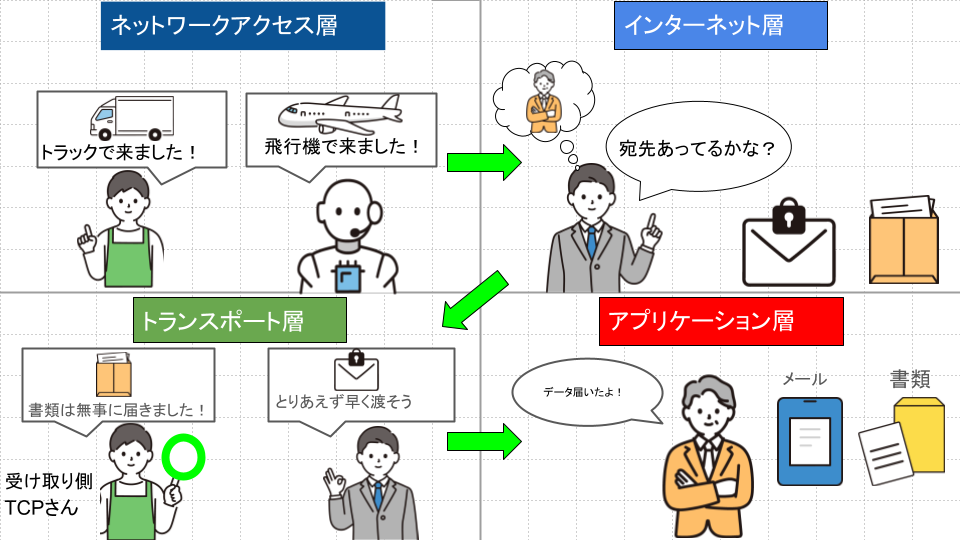 ネットワークアクセス層
トラックで来ました！
飛行機で来ました！
インターネット層
宛先あってるかな？
トランスポート層
書類は無事に届きました！
とりあえず早く渡そう
受け取り側
TCPさん
アプリケーション層
データ届いたよ！
メール
書類